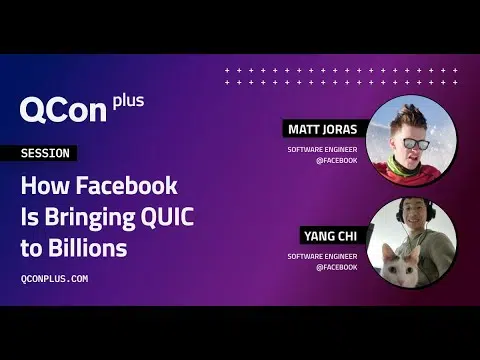 QCon plus
SESSION
How Facebook
Is Bringing QUIC
to Billions
QCONPLUS.COM
MATT JORAS
SOFTWARE ENGINEER
@FACEBOOK
YANG CHI
SOFTWARE ENGINEER
@FACEBOOK